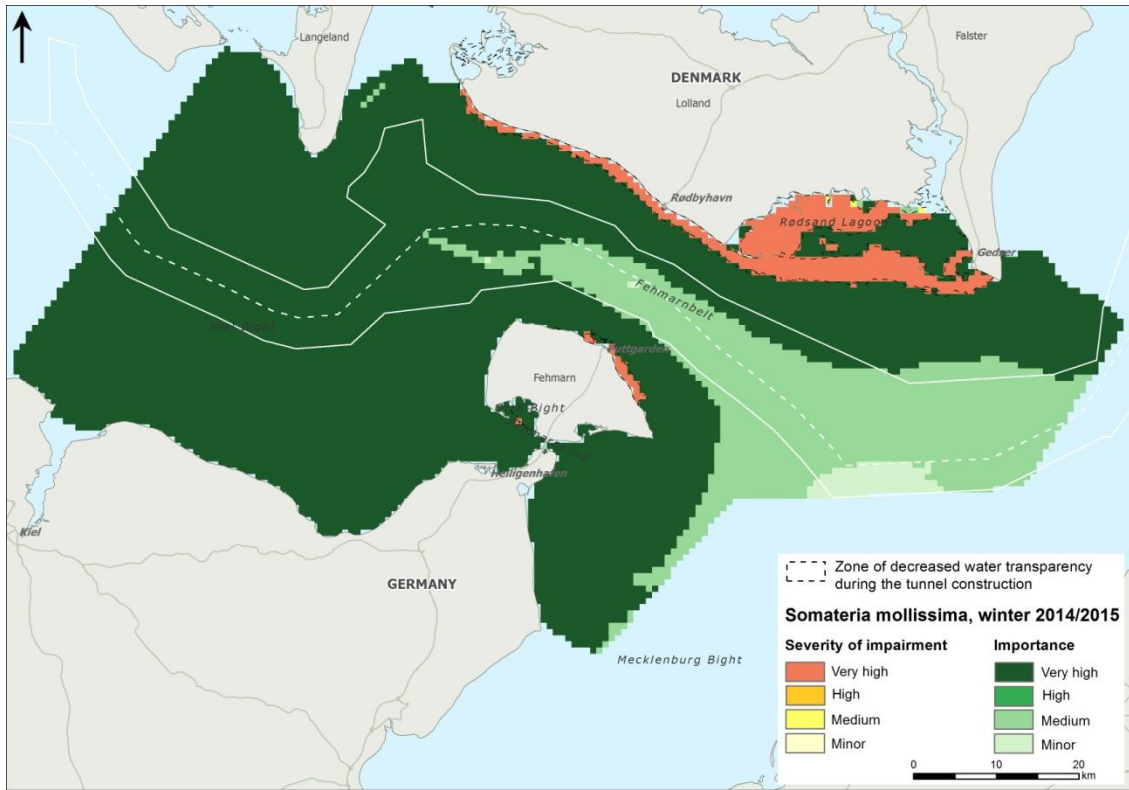 Langeland
Falster
DENMARK
Lolland
Rødbyhavn
Rødsand Lagoo
Gedser
Fehmarnbelt
Kiel Bight
Puttgarden
Fehmarn
Bight
Heiligenhafen
Kiel
GERMANY
Mecklenburg Bight
Zone of decreased water transparency
during the tunnel construction
Somateria mollissima, winter 2014/2015
Severity of impairment Importance
Very high Very high
High High
Medium Medium
Minor Minor
0 10 20
km